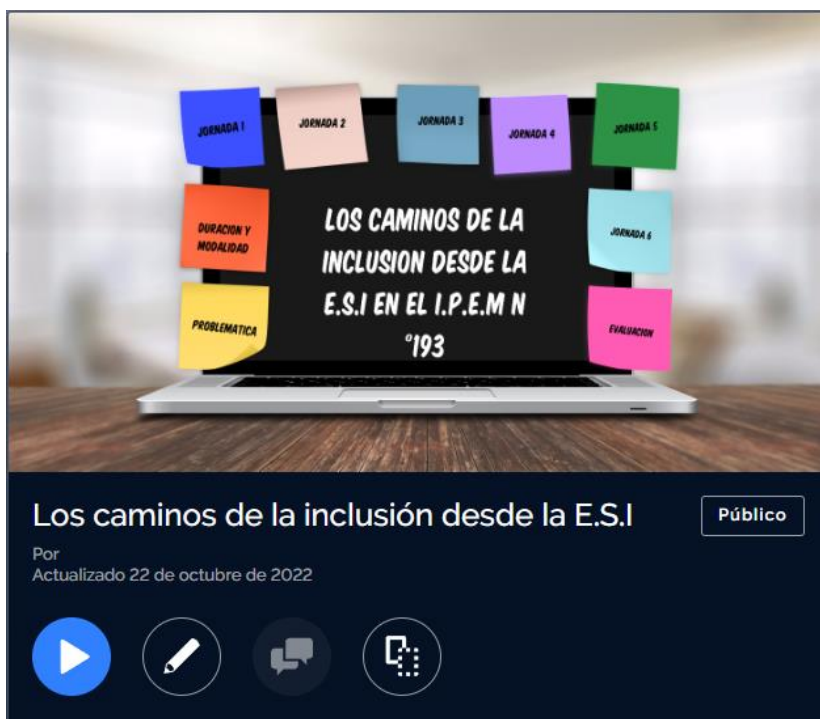 JORNADA 1
JORNADA 2
JORNADA 3
JORNADA 4
JORNADA 5
DURACION Y
MODALIDAD
JORNADA 6
PROBLEMATICA
EVALUACION
LOS CAMINOS DE LA
INCLUSION DESDE LA
E.S.I EN EL I.P.E.M N
°193
Los caminos de la inclusión desde la E.S.I
Público
Por
Actualizado 22 de octubre de 2022